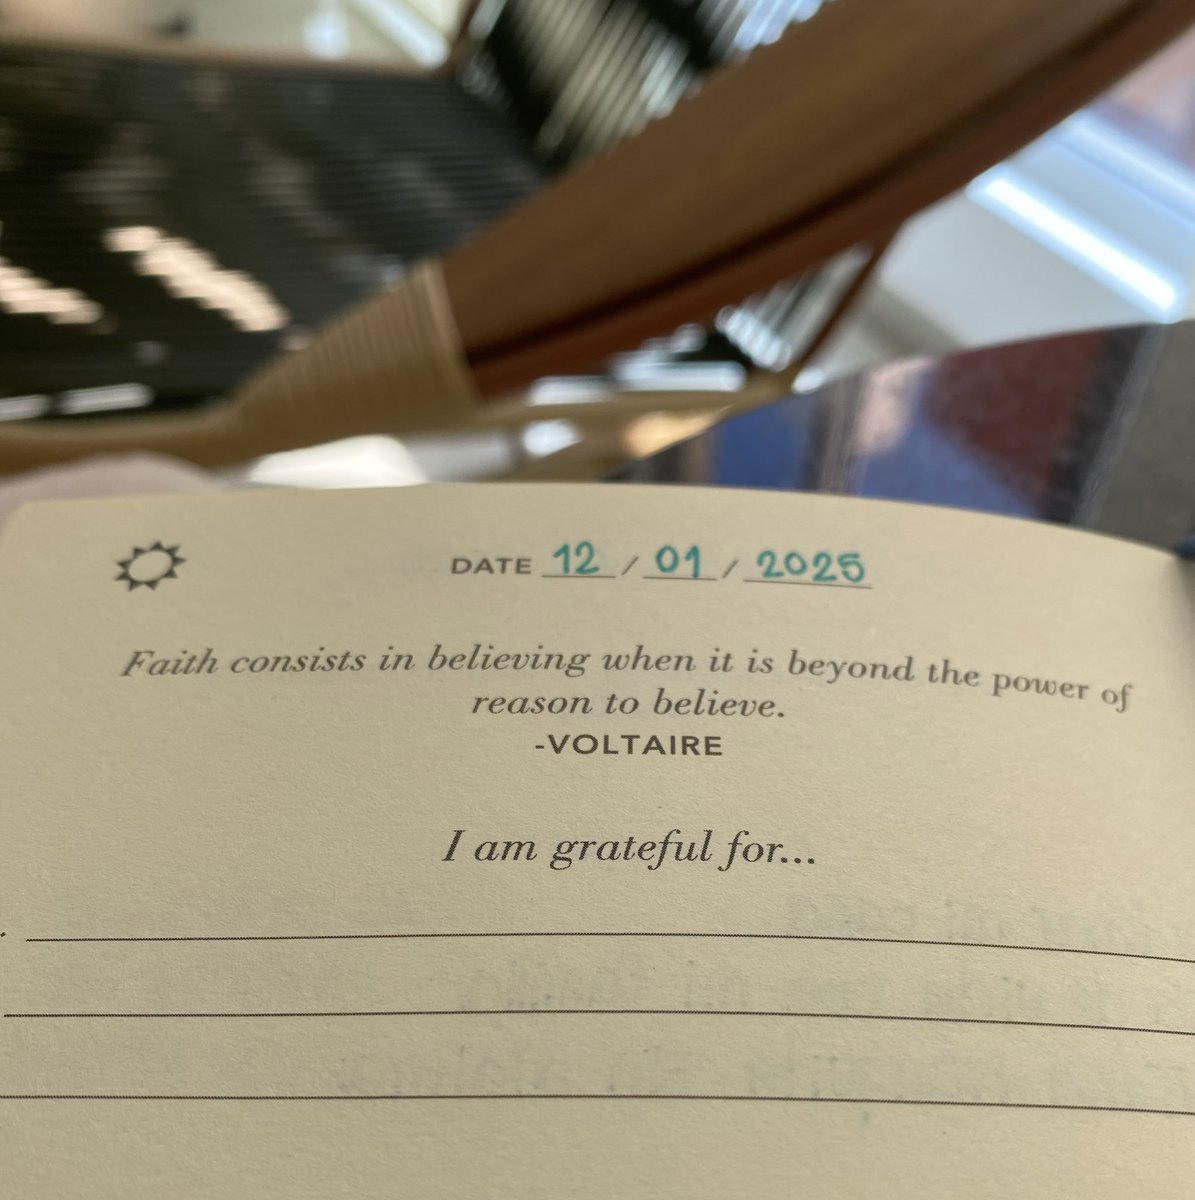 DATE 12 / 01 / 2025
Faith consists in believing when it is beyond the power of
reason to believe.
-VOLTAIRE
I am grateful for...